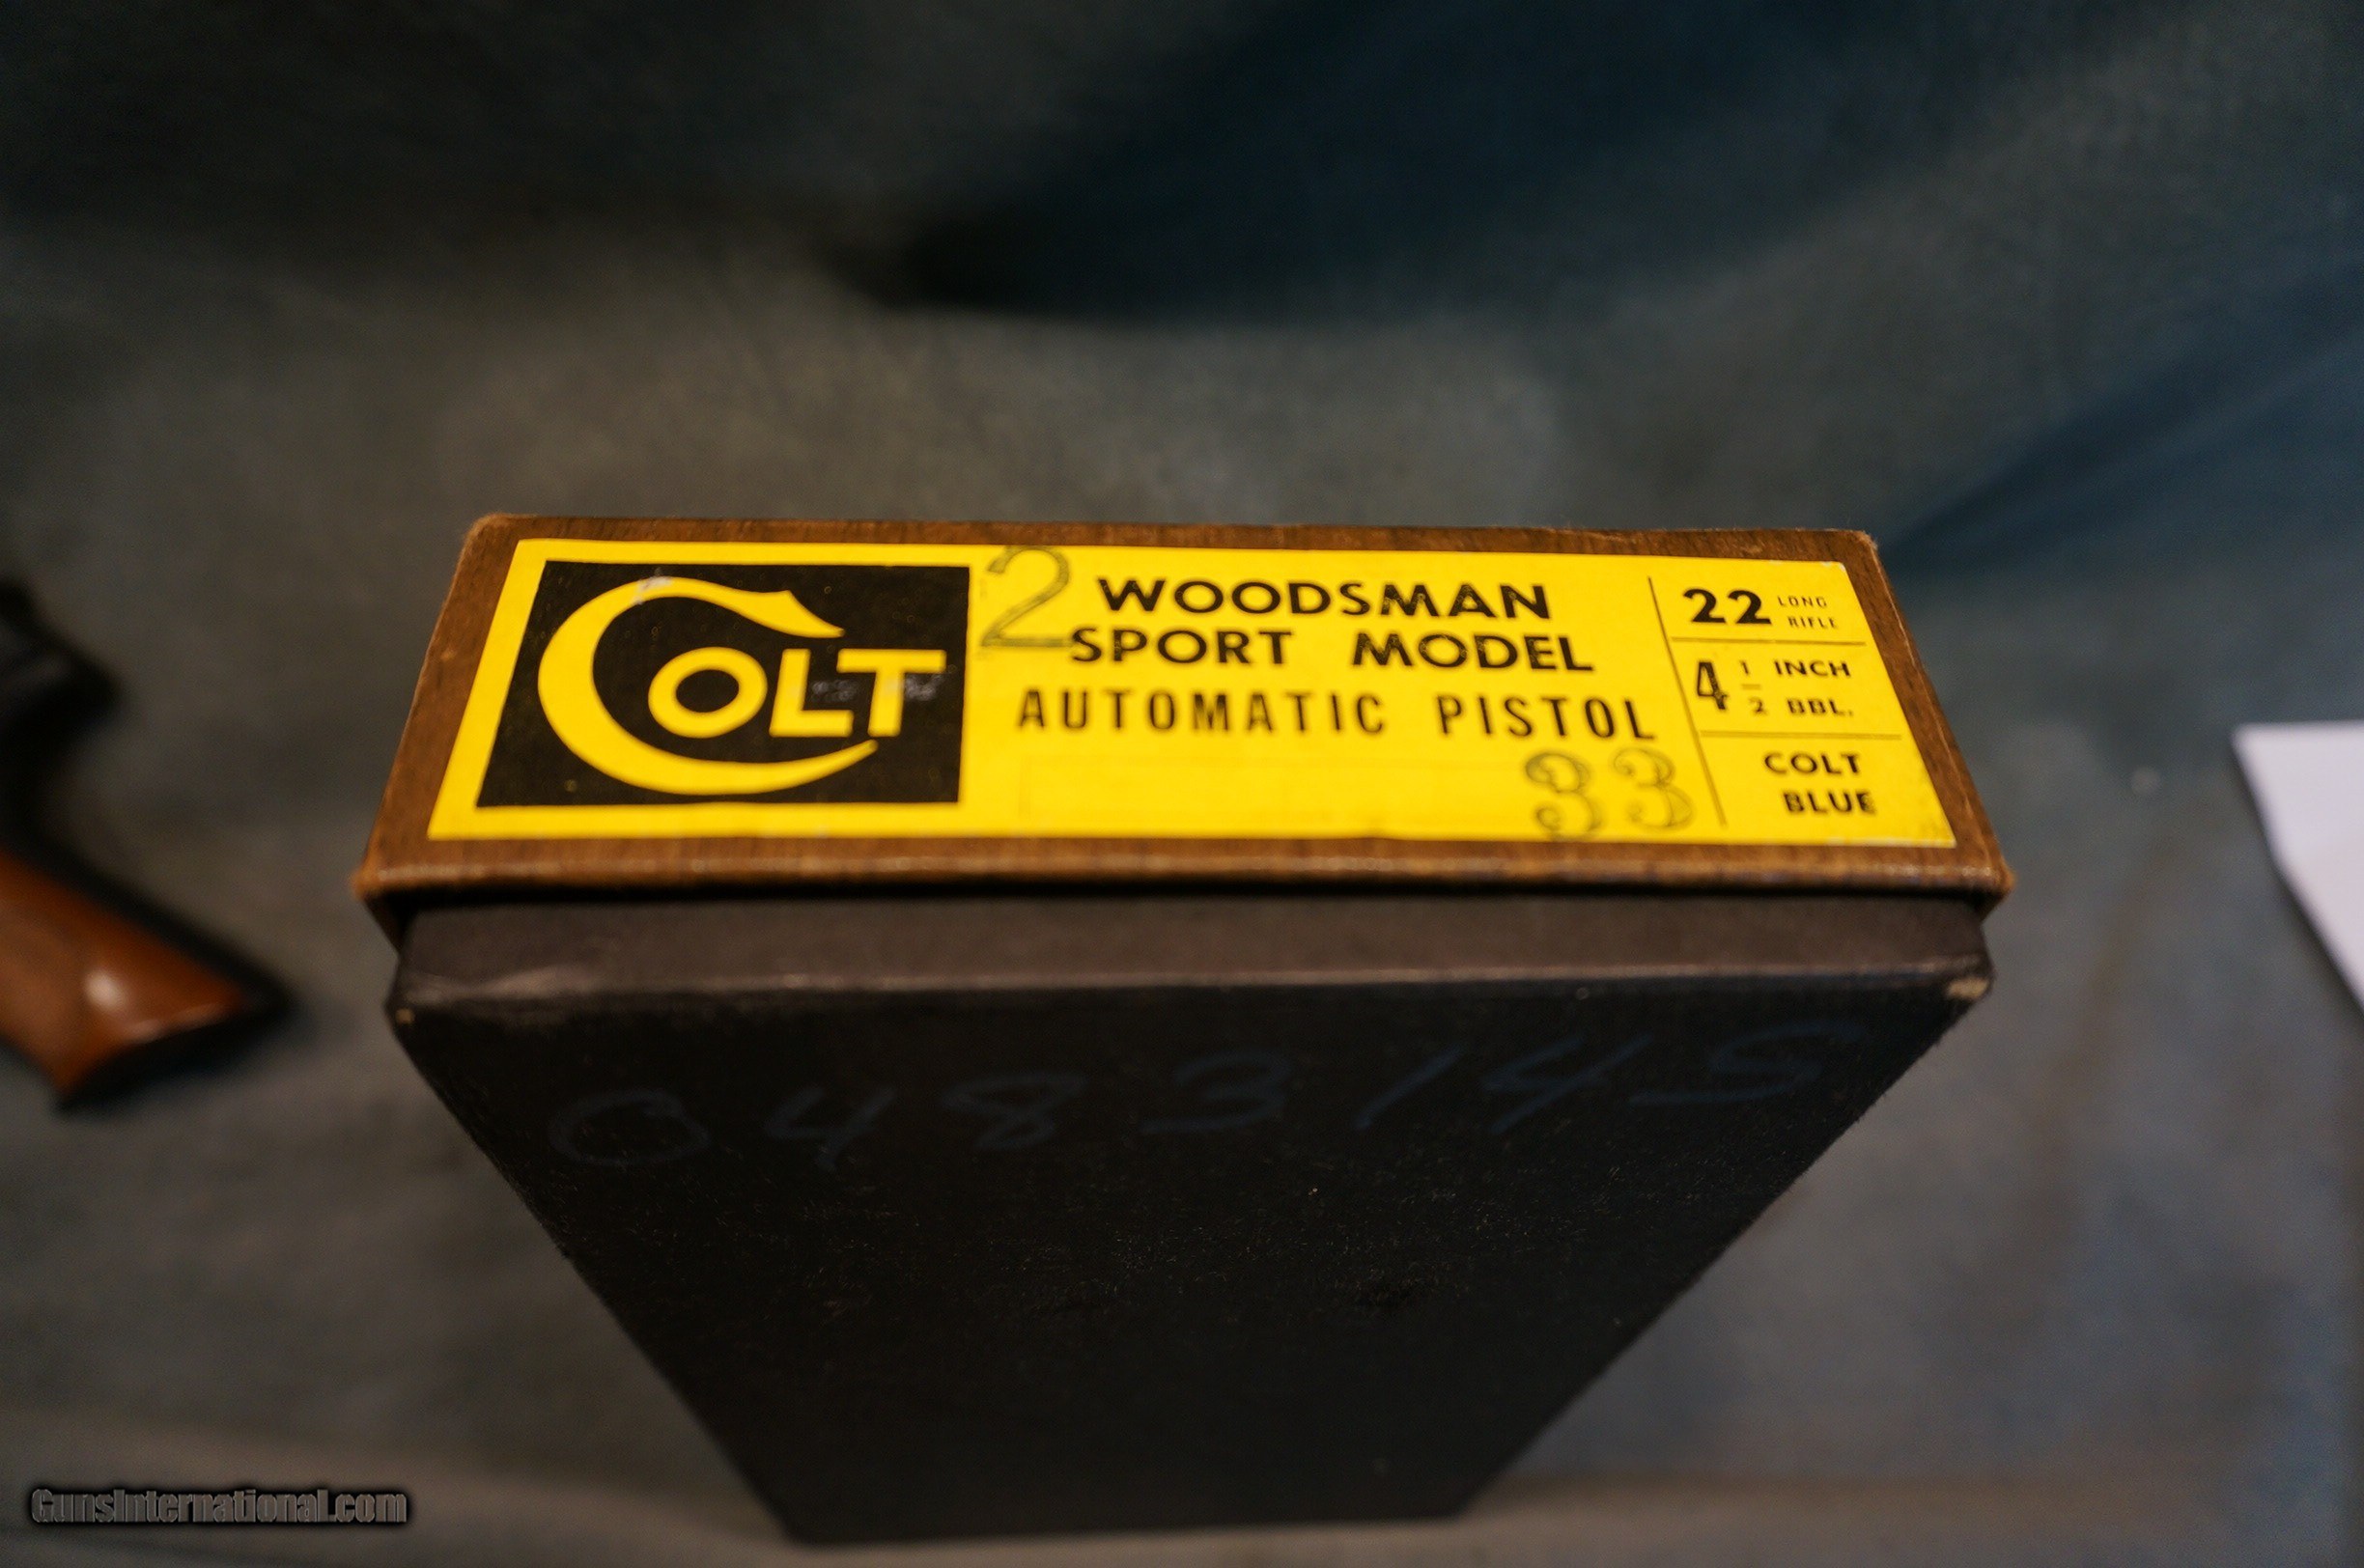 COLT
2
WOODSMAN
SPORT MODEL
AUTOMATIC PISTOL
33
22 LONG RIFLE
4 1/2 INCH BBL.
COLT
BLUE
048314S
GunsInternational.com